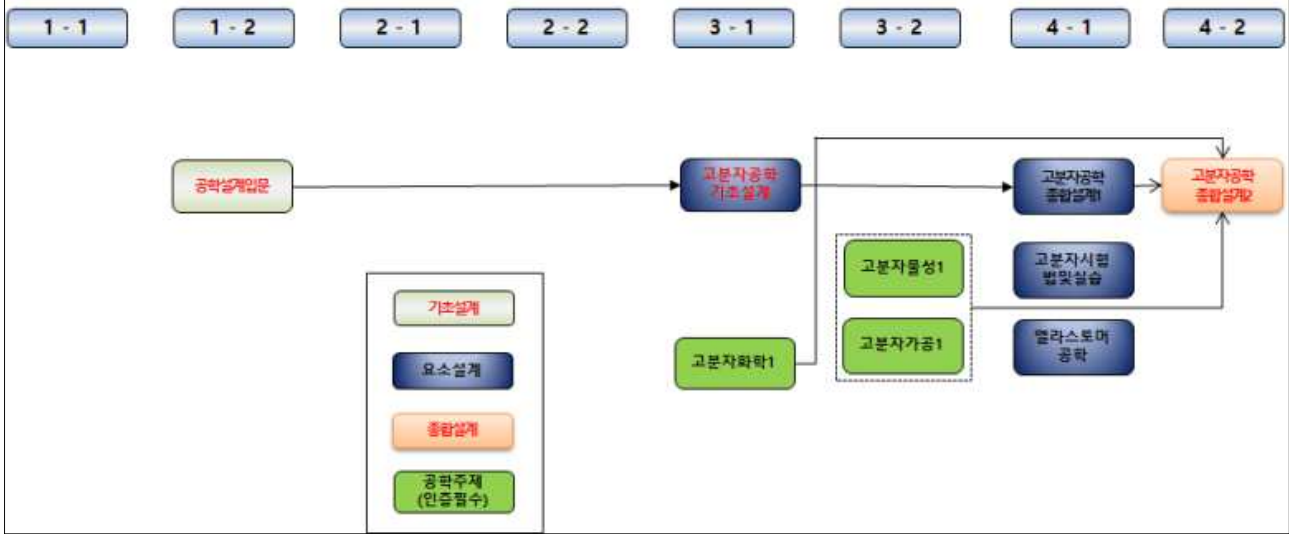 1 - 1
1 - 2
2 - 1
2 - 2
3 - 1
3 - 2
4 - 1
4 - 2
공학설계입문
고분자공학
기초설계
고분자공학
종합설계1
고분자공학
종합설계2
고분자물성1
고분자시험
법및실습
기초설계
고분자가공1
엘라스토머
공학
고분자화학1
요소설계
종합설계
공학주제
(인증필수)